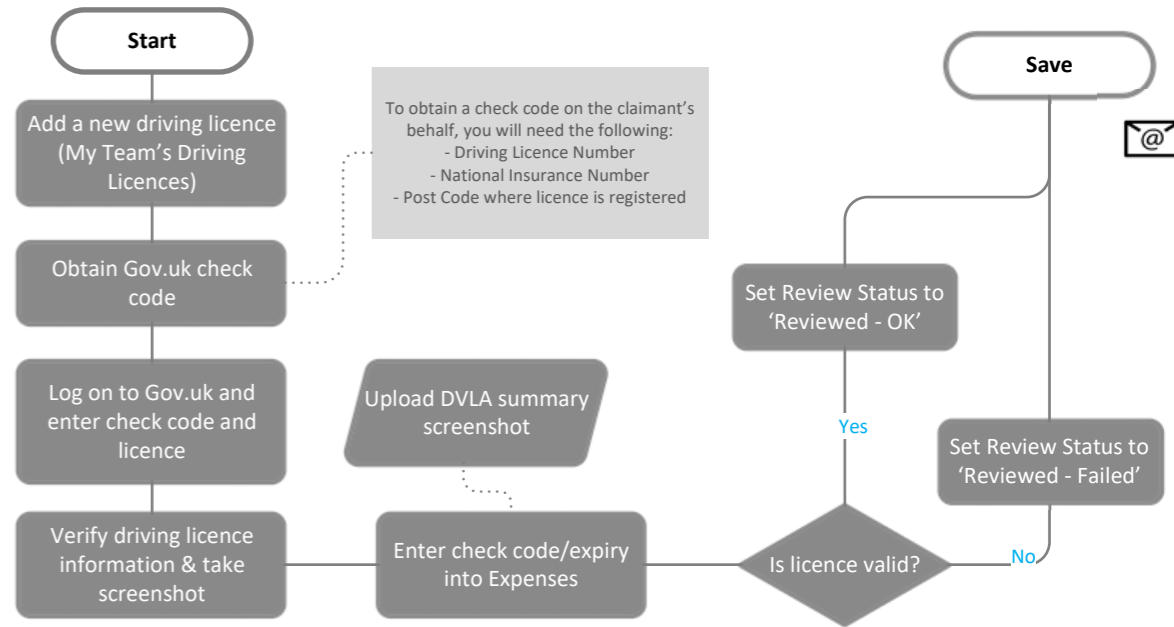 Start
Add a new driving licence
(My Team’s Driving
Licences)
To obtain a check code on the claimant’s
behalf, you will need the following:
- Driving Licence Number
- National Insurance Number
- Post Code where licence is registered
Obtain Gov.uk check
code
Log on to Gov.uk and
enter check code and
licence
Verify driving licence
information & take
screenshot
Upload DVLA summary
screenshot
Enter check code/expiry
into Expenses
Is licence valid?
Yes
Set Review Status to
‘Reviewed - OK’
No
Set Review Status to
‘Reviewed - Failed’
Save
@